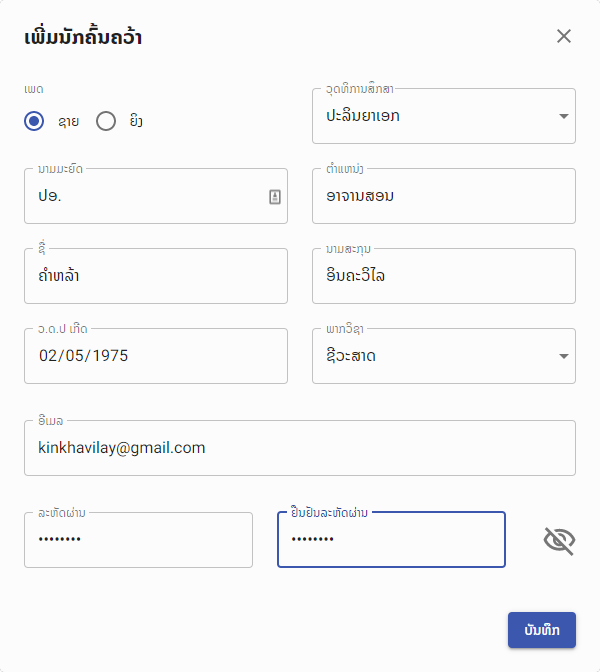 ເພີ່ມນັກຄົ້ນຄວ້າ
ເພດ
ຊາຍ ຍິງ
ວຸດທິການສຶກສາ
ປະລິນຍາເອກ
ນາມມະຍົດ
ປອ.
ຕຳແຫນ່ງ
ອາຈານສອນ
ຊື່
ຄຳຫລ້າ
ນາມສະກຸນ
ອິນຄະວິໄລ
ວ.ດ.ປ ເກີດ
02/05/1975
ພາກວິຊາ
ຊີວະສາດ
ອີເມລ
kinkhavilay@gmail.com
ລະຫັດຜ່ານ
••••••••
ຢືນຢັນລະຫັດຜ່ານ
••••••••
ບັນທຶກ